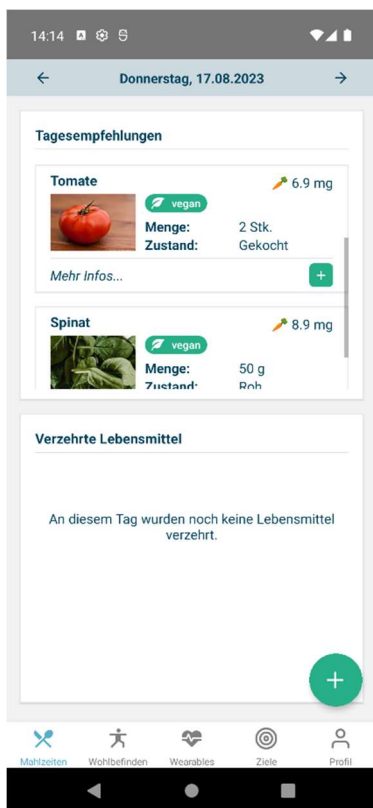 14:14
Donnerstag, 17.08.2023
Tagesempfehlungen
Tomate 6.9 mg
vegan
Menge: 2 Stk.
Zustand: Gekocht
Mehr Infos...
Spinat 8.9 mg
vegan
Menge: 50 g
Zustand: Roh
Verzehrte Lebensmittel
An diesem Tag wurden noch keine Lebensmittel
verzehrt.
Mahlzeiten Wohlbefinden Wearables Ziele Profil